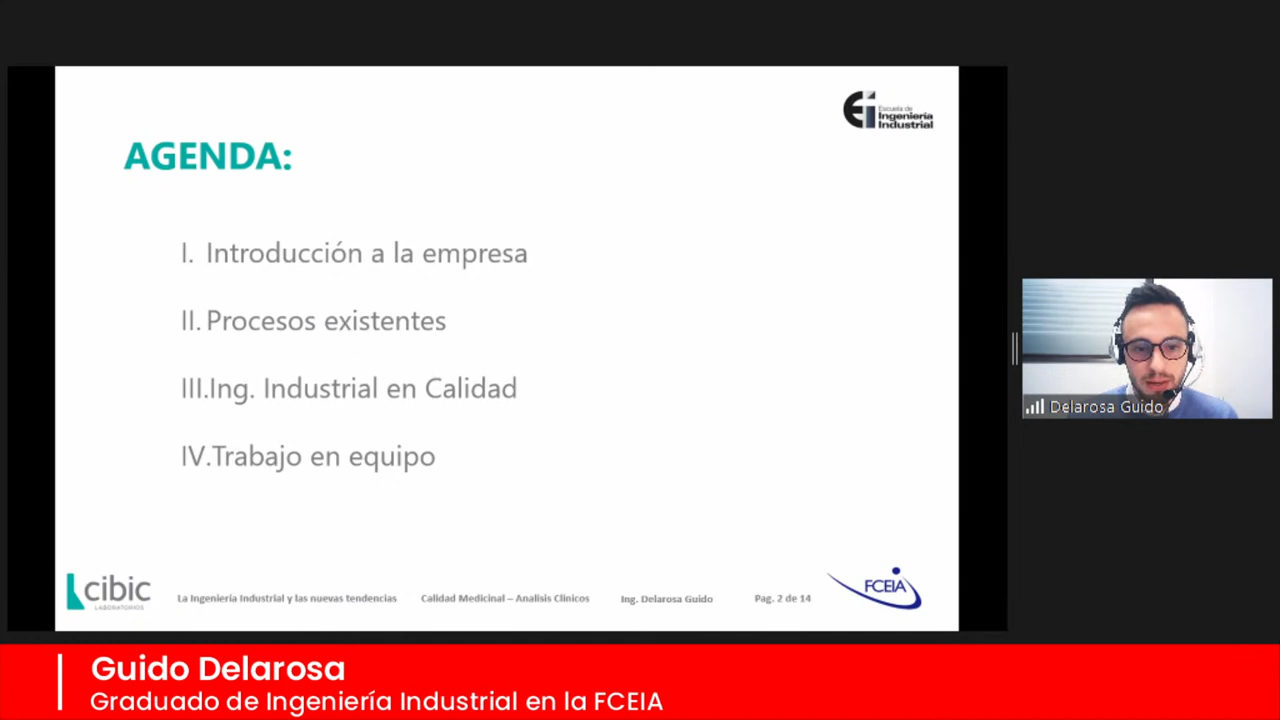 Escuela de
Ingeniería
Industrial
AGENDA:
I. Introducción a la empresa
II. Procesos existentes
III.Ing. Industrial en Calidad
IV.Trabajo en equipo
cibic
LABORATORIOS
La Ingenieria Industrial y las nuevas tendencias
Calidad Medicinal – Analisis Clinicos
Ing. Delarosa Guido
Pag. 2 de 14
FCEIA
Delarosa Guido
Guido Delarosa
Graduado de Ingeniería Industrial en la FCEIA